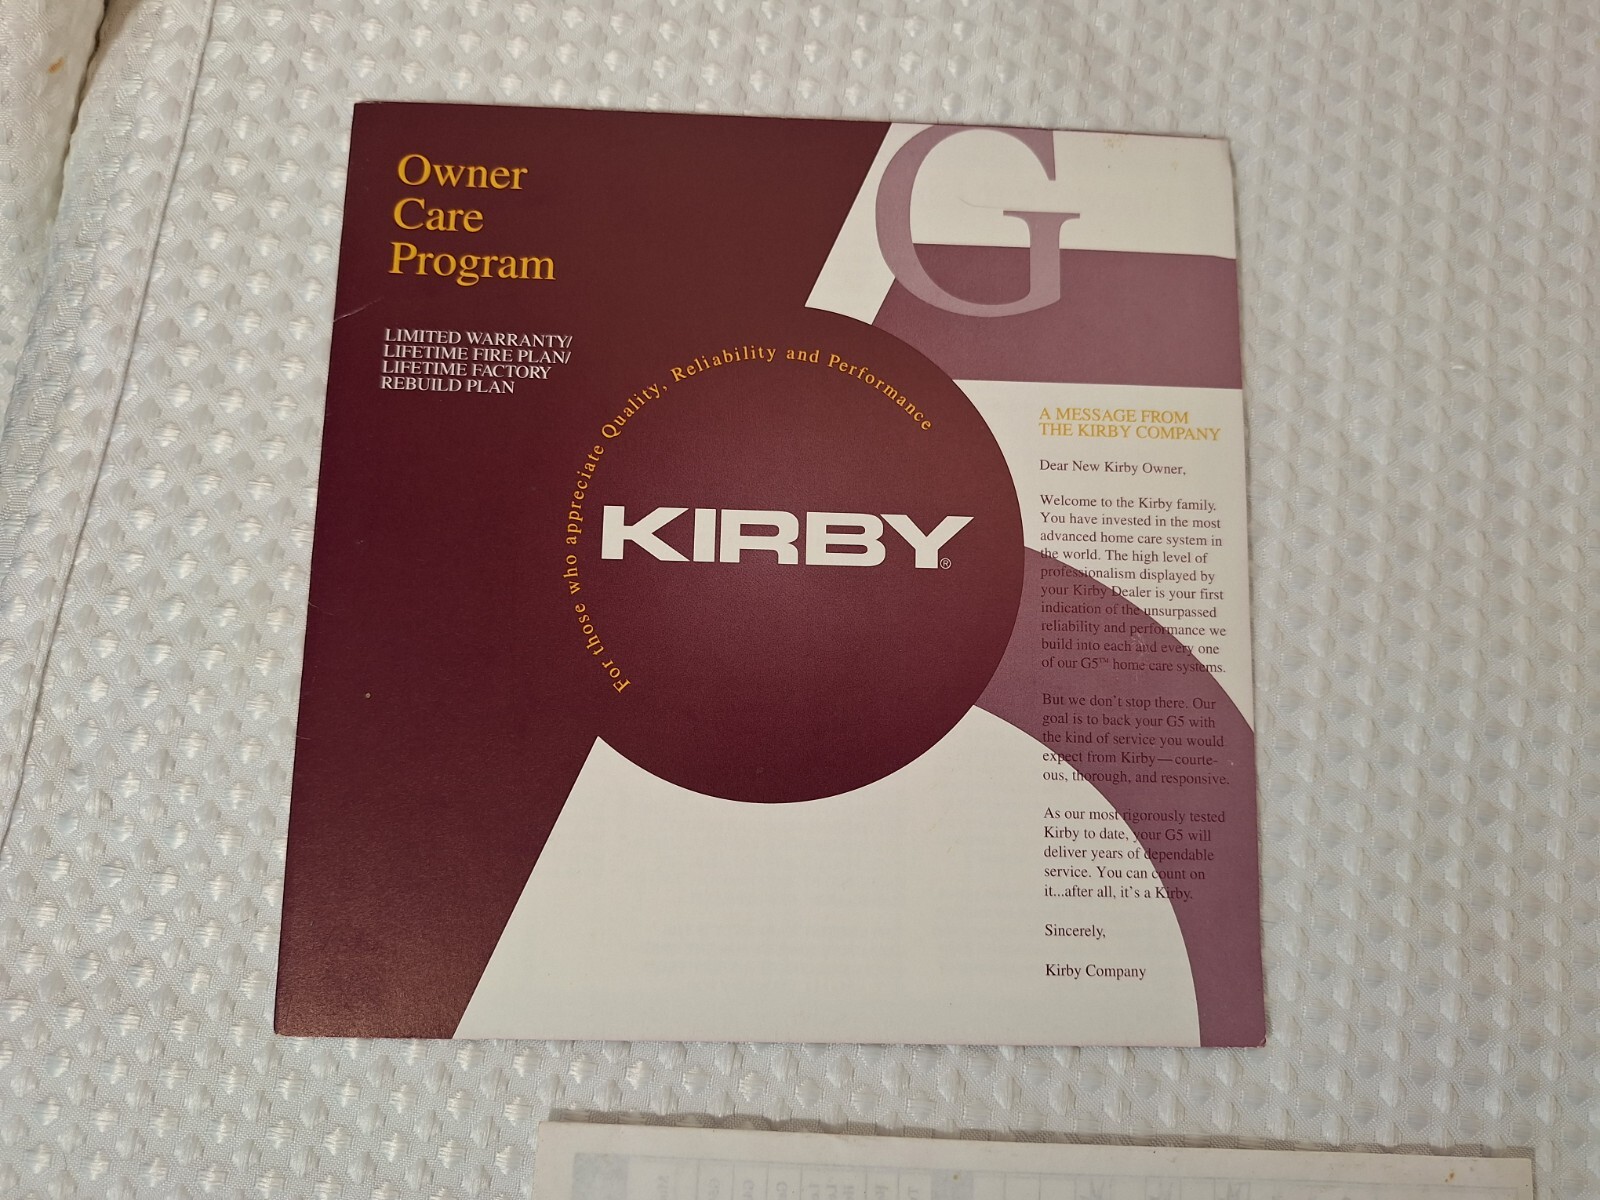 Owner
Care
Program
LIMITED WARRANTY/
LIFETIME FIRE PLAN/
LIFETIME FACTORY
REBUILD PLAN
For those who appreciate Quality, Reliability and Performance
KIRBY®
G
A MESSAGE FROM
THE KIRBY COMPANY
Dear New Kirby Owner,
Welcome to the Kirby family.
You have invested in the most
advanced home care system in
the world. The high level of
professionalism displayed by
your Kirby Dealer is your first
indication of the unsurpassed
reliability and performance we
build into each and every one
of our G5™ home care systems.
But we don't stop there. Our
goal is to back your G5 with
the kind of service you would
expect from Kirby—courte-
ous, thorough, and responsive.
As our most rigorously tested
Kirby to date, your G5 will
deliver years of dependable
service. You can count on
it...after all, it's a Kirby.
Sincerely,
Kirby Company